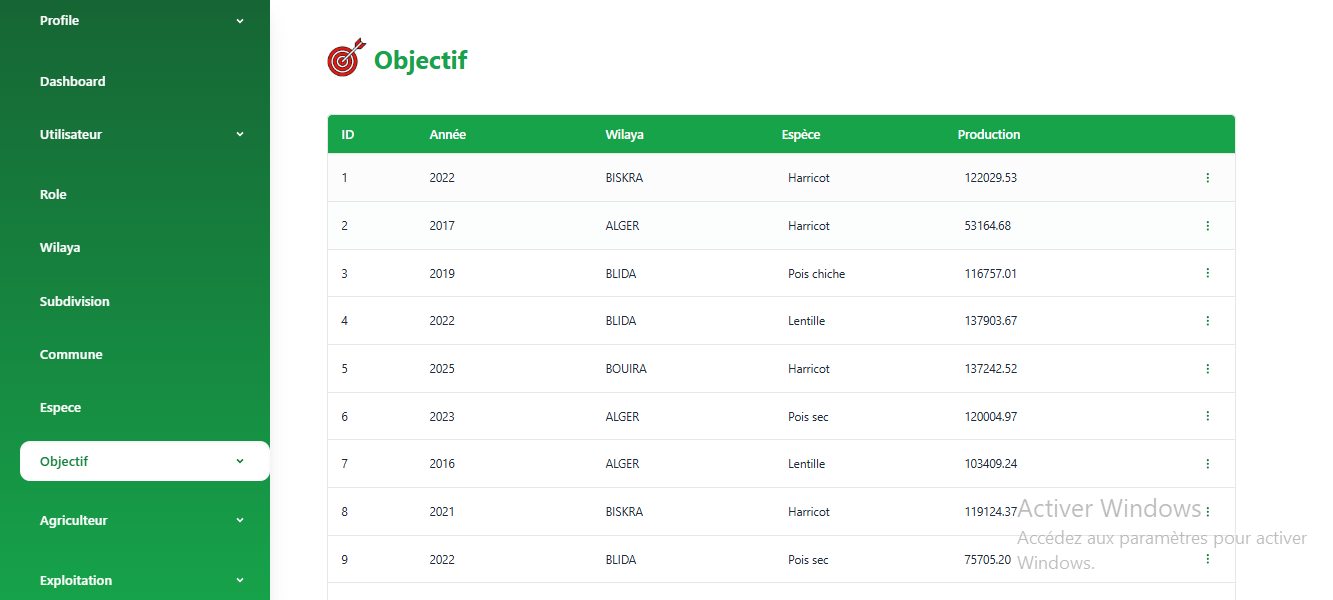 Profile
Dashboard
Utilisateur
Role
Wilaya
Subdivision
Commune
Espece
Objectif
Agriculteur
Exploitation
Objectif
ID Année Wilaya Espèce Production
1 2022 BISKRA Harricot 122029.53
2 2017 ALGER Harricot 53164.68
3 2019 BLIDA Pois chiche 116757.01
4 2022 BLIDA Lentille 137903.67
5 2025 BOUIRA Harricot 137242.52
6 2023 ALGER Pois sec 120004.97
7 2016 ALGER Lentille 103409.24
8 2021 BISKRA Harricot 119124.37
9 2022 BLIDA Pois sec 75705.20
Activer Windows
Accédez aux paramètres pour activer
Windows.